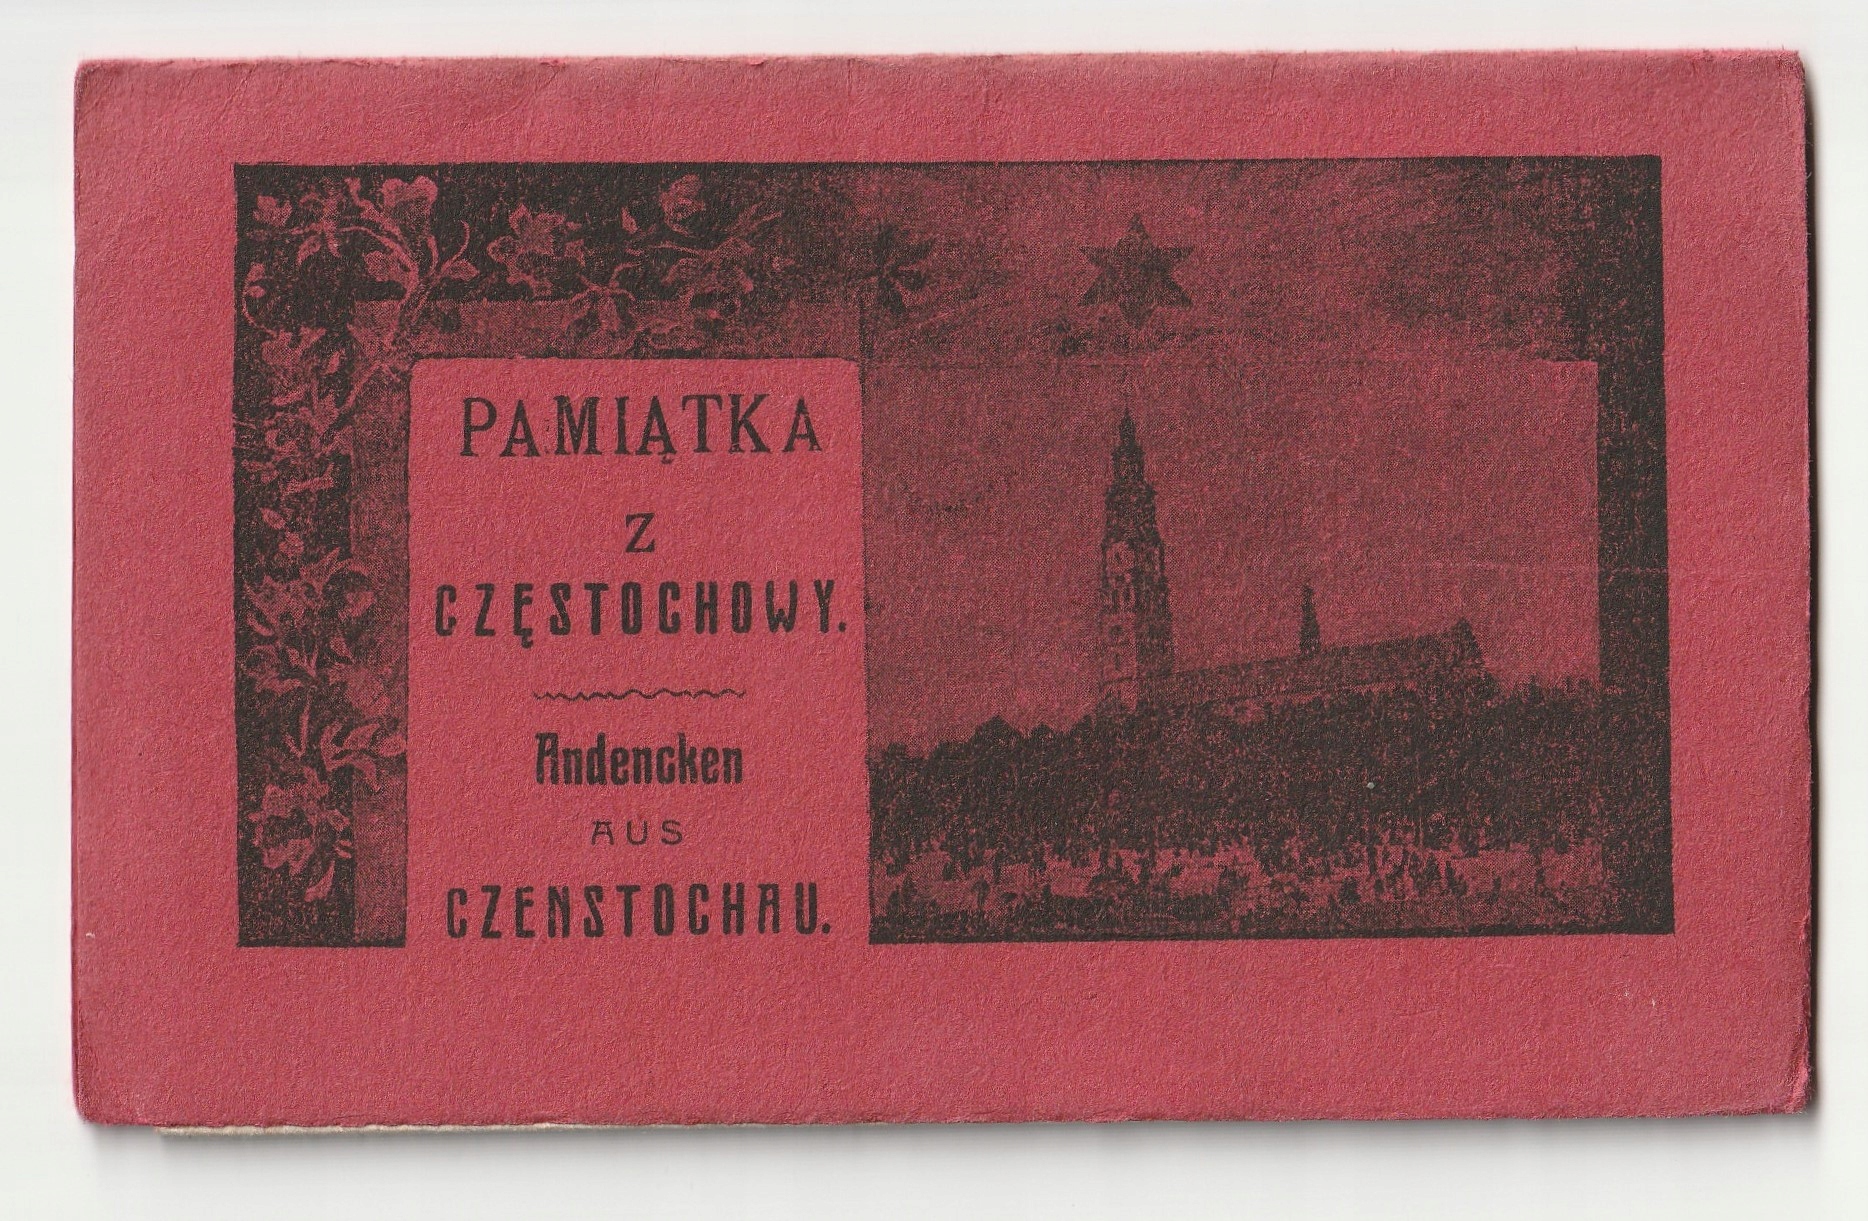 PAMIĄTKA
Z
CZĘSTOCHOWY.
Andencken
AUS
CZENSTOCHAU.